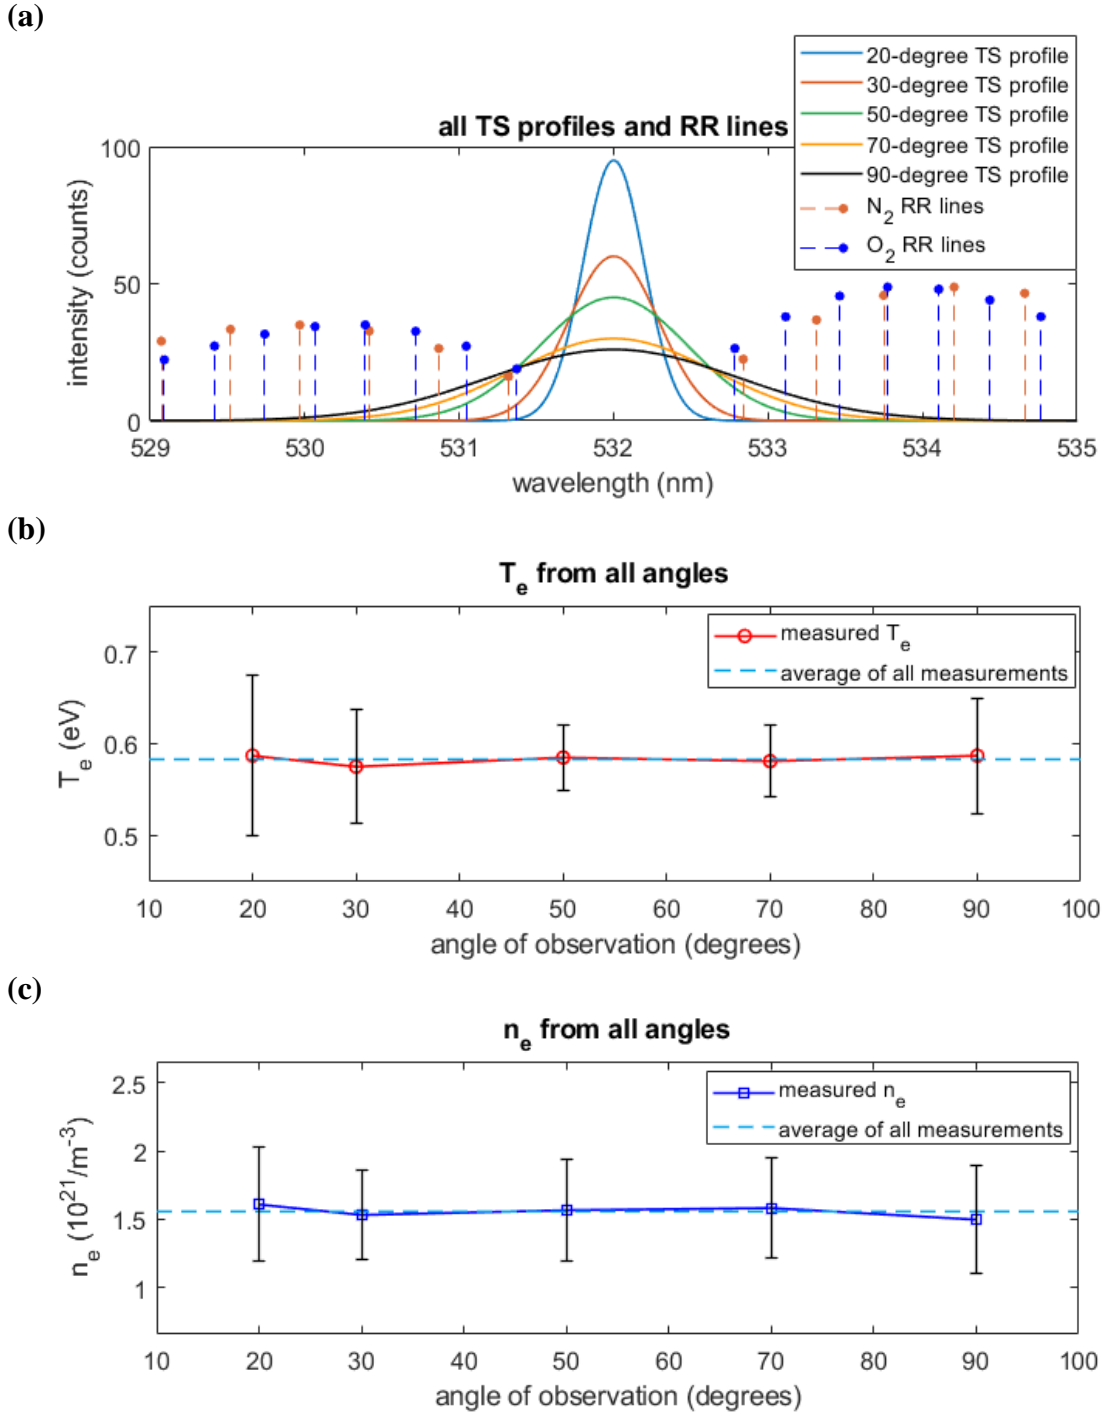 (a)
all TS profiles and RR lines
20-degree TS profile
30-degree TS profile
50-degree TS profile
70-degree TS profile
90-degree TS profile
N2 RR lines
O2 RR lines
intensity (counts)
100
50
0
529 530 531 532 533 534 535
wavelength (nm)
(b)
Te from all angles
measured Te
average of all measurements
Te (eV)
0.7
0.6
0.5
10 20 30 40 50 60 70 80 90 100
angle of observation (degrees)
(c)
ne from all angles
measured ne
average of all measurements
ne (10^21/m^-3)
2.5
2
1.5
1
10 20 30 40 50 60 70 80 90 100
angle of observation (degrees)